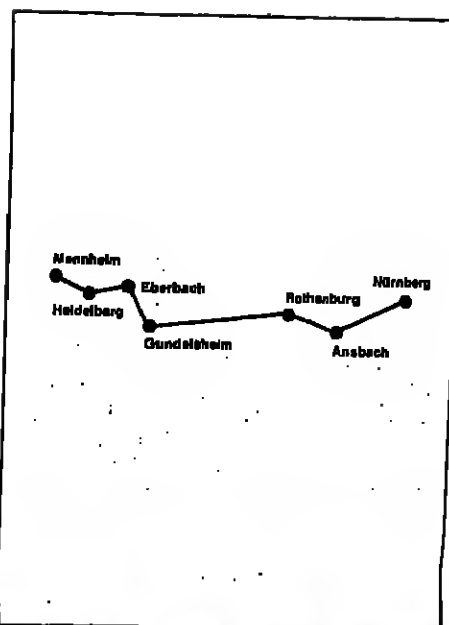 Mannheim
Heidelberg
Eberbach
Gundelsheim
Rothenburg
Ansbach
Nürnberg